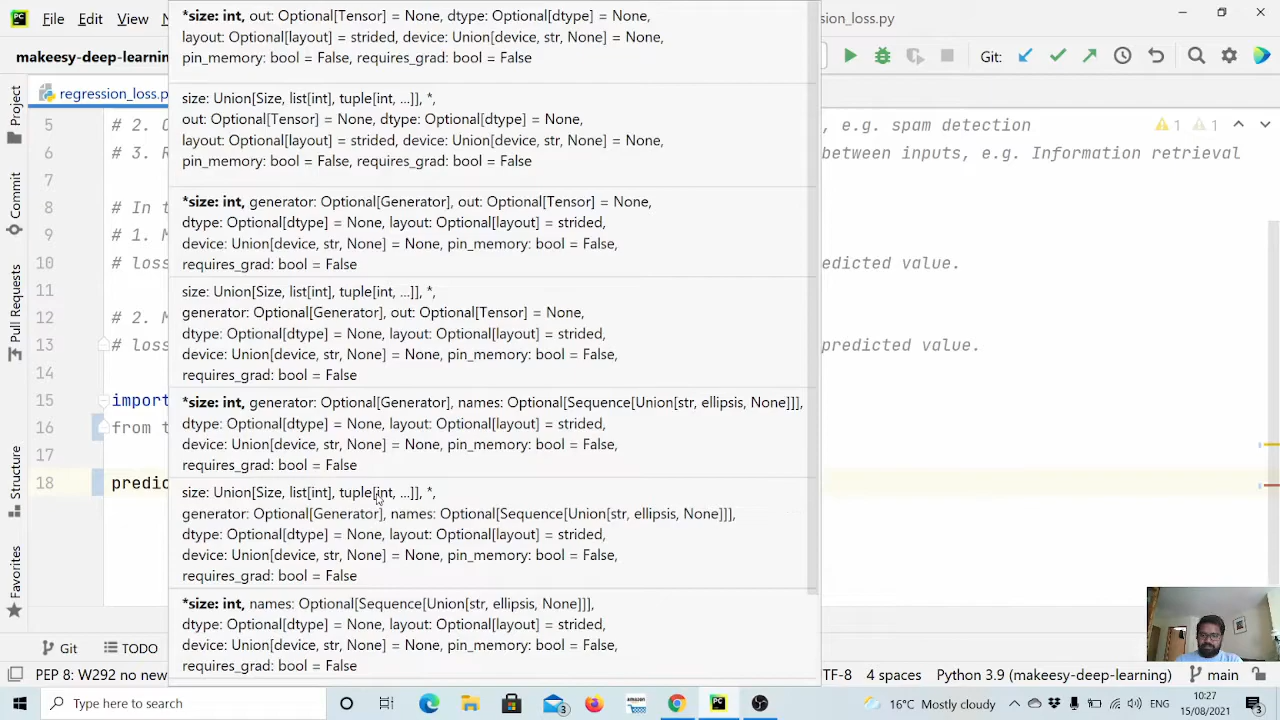 PC File Edit View N sion_loss.py
makeesy-deep-learnin Git:
regression_loss.p
*size: int, out: Optional[Tensor] = None, dtype: Optional[dtype] = None,
layout: Optional[layout] = strided, device: Union[device, str, None] = None,
pin_memory: bool = False, requires_grad: bool = False
size: Union[Size, list[int], tuple[int, ...]], *,
out: Optional[Tensor] = None, dtype: Optional[dtype] = None,
layout: Optional[layout] = strided, device: Union[device, str, None] = None,
pin_memory: bool = False, requires_grad: bool = False
*size: int, generator: Optional[Generator], out: Optional[Tensor] = None,
dtype: Optional[dtype] = None, layout: Optional[layout] = strided,
device: Union[device, str, None] = None, pin_memory: bool = False,
requires_grad: bool = False
size: Union[Size, list[int], tuple[int, ...]], *,
generator: Optional[Generator], out: Optional[Tensor] = None,
dtype: Optional[dtype] = None, layout: Optional[layout] = strided,
device: Union[device, str, None] = None, pin_memory: bool = False,
requires_grad: bool = False
*size: int, generator: Optional[Generator], names: Optional[Sequence[Union[str, ellipsis, None]]],
dtype: Optional[dtype] = None, layout: Optional[layout] = strided,
device: Union[device, str, None] = None, pin_memory: bool = False,
requires_grad: bool = False
size: Union[Size, list[int], tuple[int, ...]], *,
generator: Optional[Generator], names: Optional[Sequence[Union[str, ellipsis, None]]],
dtype: Optional[dtype] = None, layout: Optional[layout] = strided,
device: Union[device, str, None] = None, pin_memory: bool = False,
requires_grad: bool = False
*size: int, names: Optional[Sequence[Union[str, ellipsis, None]]],
dtype: Optional[dtype] = None, layout: Optional[layout] = strided,
device: Union[device, str, None] = None, pin_memory: bool = False,
requires_grad: bool = False
5 # 2. C , e.g. spam detection 1 1
6 # 3. R between inputs, e.g. Information retrieval
7
8 # In t
9 # 1. M
10 # loss edicted value.
11
12 # 2. M
13 # loss predicted value.
14
15 import
16 from t
17
18 predic
Project
Commit
Pull Requests
Structure
Favorites
Git TODO
PEP 8: W292 no new TF-8 4 spaces Python 3.9 (makeesy-deep-learning) main
Type here to search amazon 3 PC 16°C Mostly cloudy ENG 10:27
15/08/2021 3